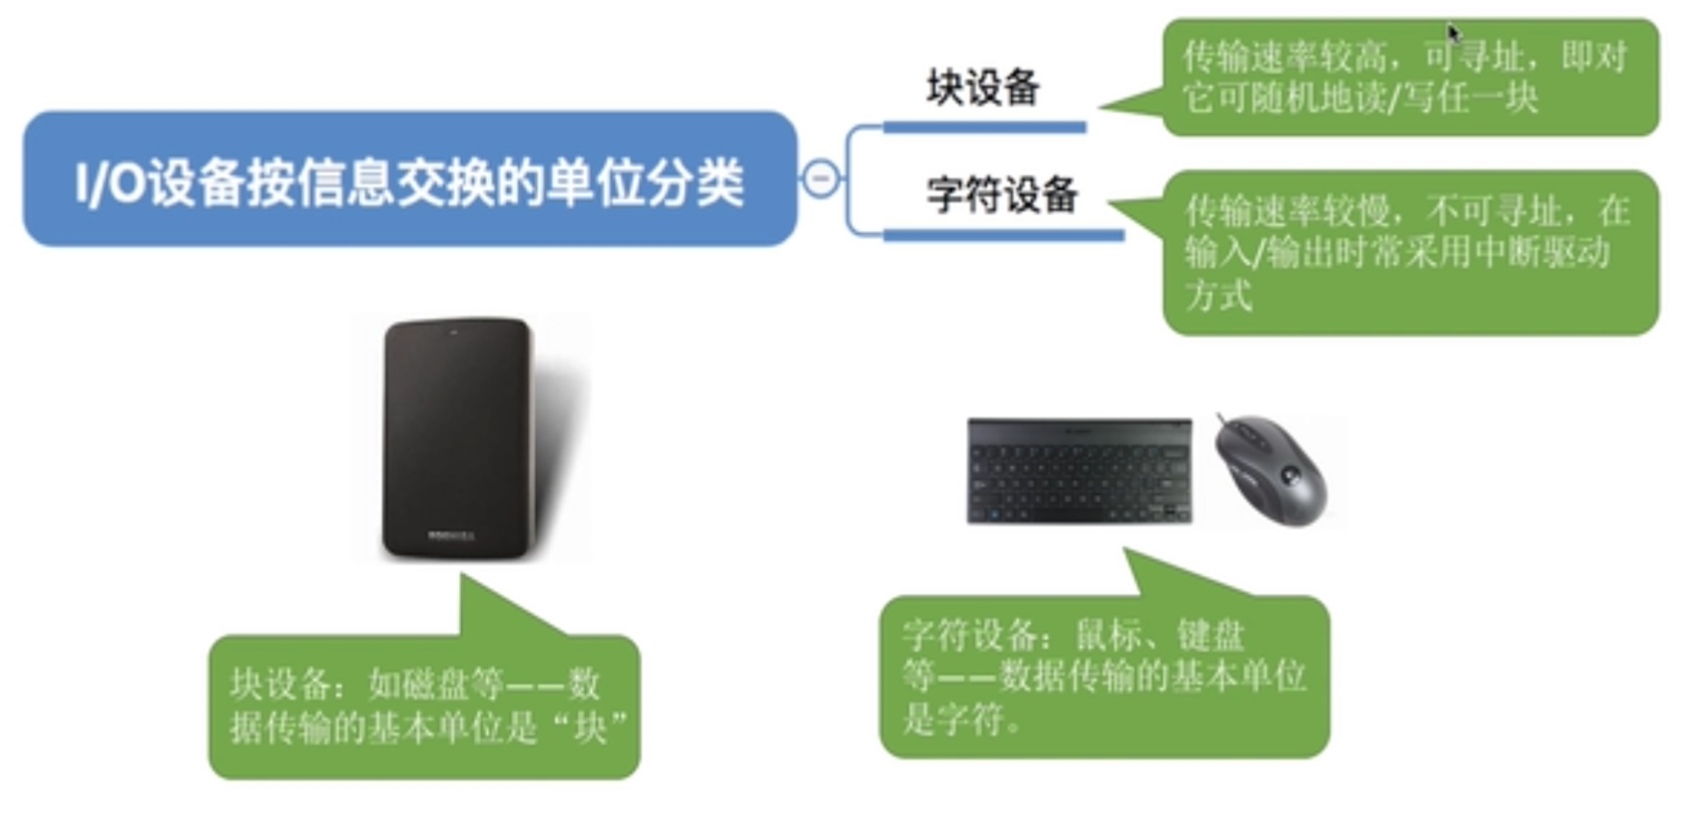 块设备
传输速率较高，可寻址，即对
它可随机地读/写任一块
I/O设备按信息交换的单位分类
字符设备
传输速率较慢，不可寻址，在
输入/输出时常采用中断驱动
方式
块设备：如磁盘等——数
据传输的基本单位是“块”
字符设备：鼠标、键盘
等——数据传输的基本单位
是字符。